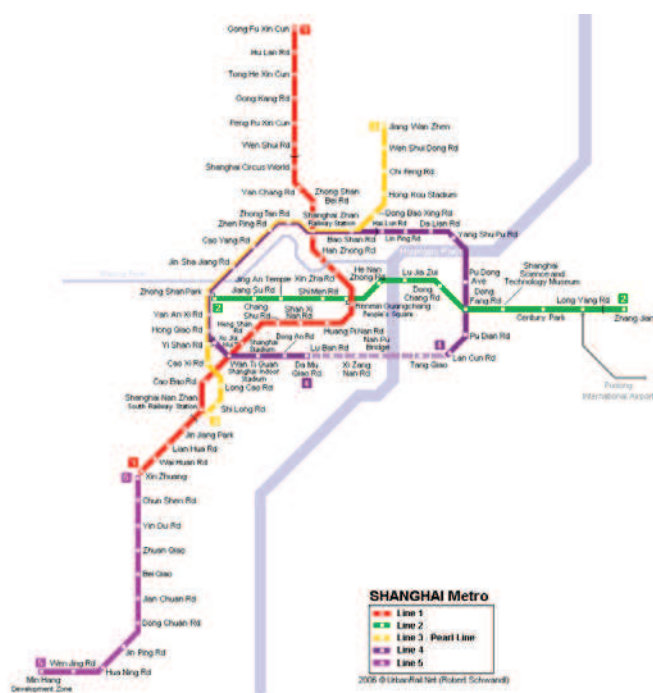 Gong Fu Xin Cun
1
Hu Lan Rd
Tong He Xin Cun
Gong Kang Rd
Peng Pu Xin Cun
Wen Shui Rd
Shanghai Circus World
Yan Chang Rd
Zhong Shan
Bei Rd
Jiang Wan Zhen
Wen Shui Dong Rd
Chi Feng Rd
Hong Kou Stadium
Dong Bao Xing Rd
Zhong Tan Rd
Shanghai Zhan
Railway Station
Hai Lun Rd
Da Lian Rd
Zhen Ping Rd
Bao Shan Rd
Lin Ping Rd
Yang Shu Pu Rd
Cao Yang Rd
Han Zhong Rd
Jin Sha Jiang Rd
He Nan
Zhong Rd
Lu Jia Zui
Pu Dong
Ave
Shanghai
Science and
Technology Museum
Jing An Temple
Xin Zha Rd
Zhong Shan Park
Jiang Su Rd
Shi Men Rd
Dong
Chang Rd
Dong
Fang Rd
Long Yang Rd
2
2
Chang
Shu Rd
Shan Xi
Nan Rd
Renmin Guangchang
People's Square
Century Park
Zhang Jian
Yan An Xi Rd
Heng Shan
Rd
Huang Pi Nan Rd
Hong Qiao Rd
Xu Jia
Hui
Shanghai
Stadium
Dong An Rd
Lu Ban Rd
Nan Pu
Bridge
4
Pu Dian Rd
Yi Shan Rd
Cao Xi Rd
Wan Ti Guan
Shanghai Indoor
Stadium
Da Mu
Qiao Rd
4
Xi Zang
Nan Rd
Tang Qiao
Lan Cun Rd
Cao Bao Rd
Long Cao Rd
Pudong
International Airport
Shanghai Nan Zhan
South Railway Station
Shi Long Rd
Jin Jiang Park
Lian Hua Rd
Wai Huan Rd
1
5
Xin Zhuang
Chun Shen Rd
Yin Du Rd
Zhuan Qiao
Bei Qiao
Jian Chuan Rd
Dong Chuan Rd
Jin Ping Rd
5
Wen Jing Rd
Hua Ning Rd
Min Hang
Development Zone
SHANGHAI Metro
Line 1
Line 2
Line 3 - Pearl Line
Line 4
Line 5
2006 © UrbanRail.Net (Robert Schwandl)